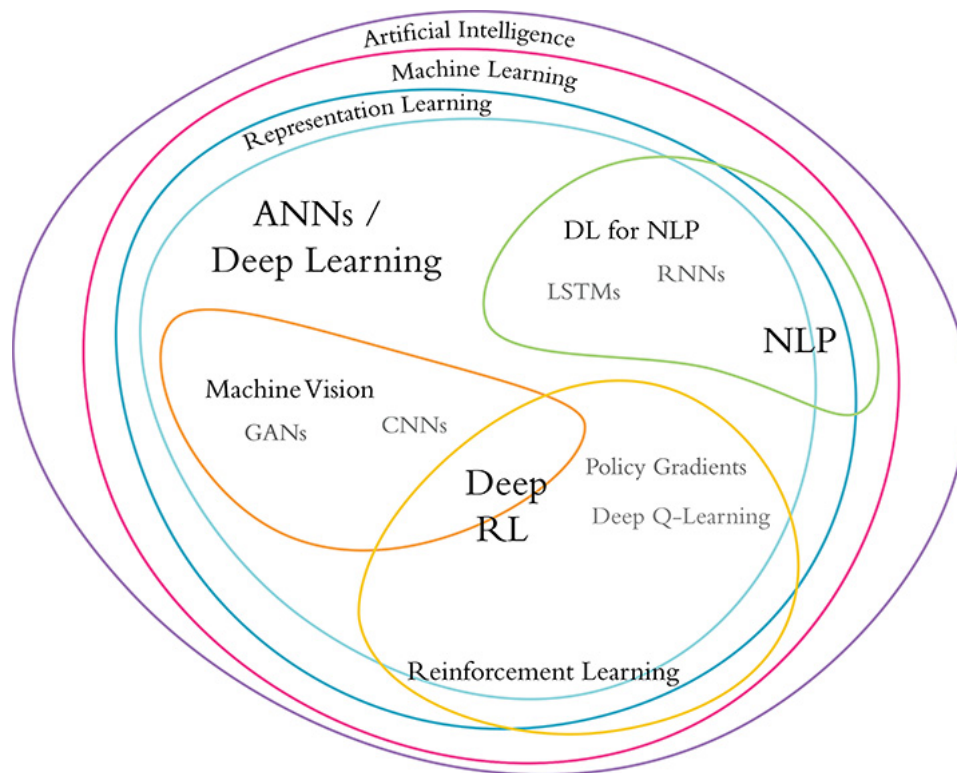 Artificial Intelligence
Machine Learning
Representation Learning
ANNs /
Deep Learning
DL for NLP
RNNs
LSTMs
NLP
Machine Vision
GANs
CNNs
Policy Gradients
Deep
RL
Deep Q-Learning
Reinforcement Learning